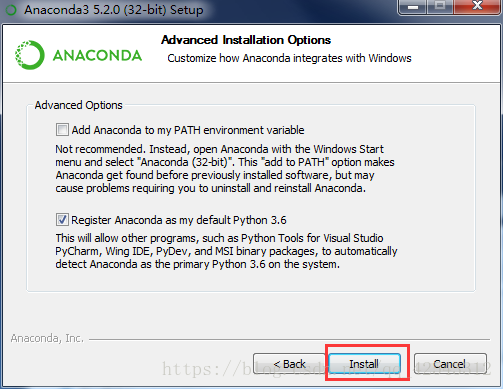 Anaconda3 5.2.0 (32-bit) Setup
ANACONDA
Advanced Installation Options
Customize how Anaconda integrates with Windows
Advanced Options
Add Anaconda to my PATH environment variable
Not recommended. Instead, open Anaconda with the Windows Start
menu and select "Anaconda (32-bit)". This "add to PATH" option makes
Anaconda get found before previously installed software, but may
cause problems requiring you to uninstall and reinstall Anaconda.
Register Anaconda as my default Python 3.6
This will allow other programs, such as Python Tools for Visual Studio
PyCharm, Wing IDE, PyDev, and MSI binary packages, to automatically
detect Anaconda as the primary Python 3.6 on the system.
Anaconda, Inc.
< Back
Install
Cancel